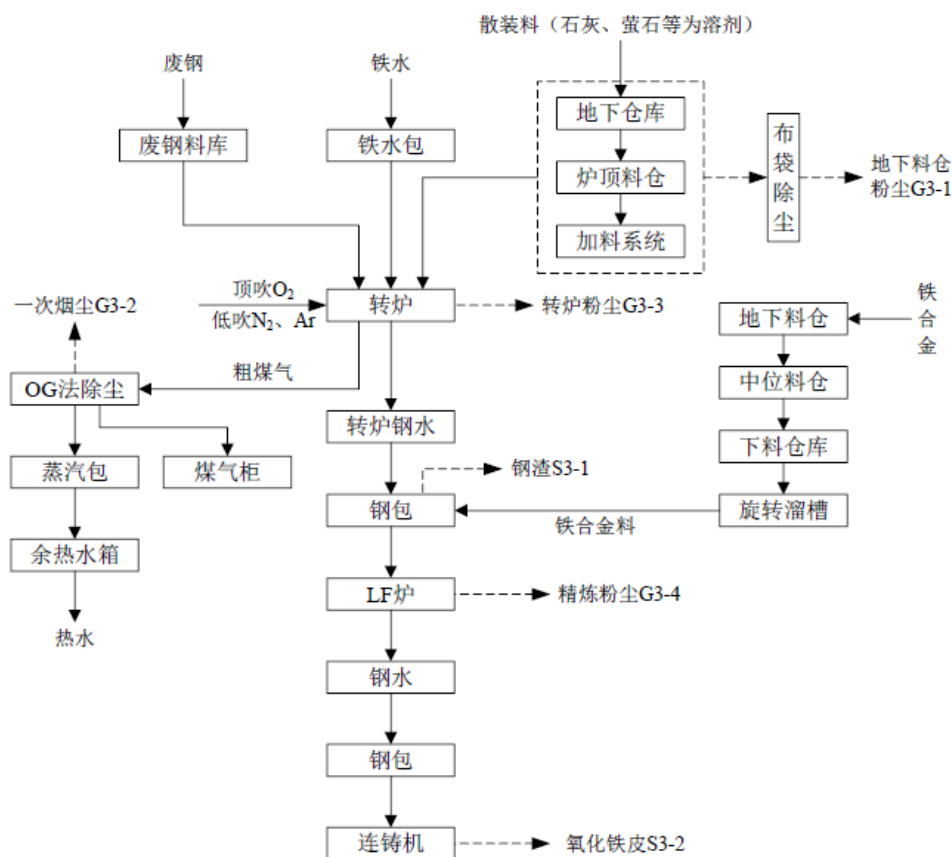 散装料（石灰、萤石等为溶剂）
废钢
铁水
地下仓库
废钢料库
铁水包
布袋除尘
地下料仓
粉尘G3-1
炉顶料仓
加料系统
一次烟尘G3-2
顶吹O₂
低吹N₂、Ar
转炉
转炉粉尘G3-3
铁合金
地下料仓
粗煤气
OG法除尘
中位料仓
转炉钢水
下料仓库
蒸汽包
煤气柜
钢渣S3-1
钢包
旋转溜槽
铁合金料
余热水箱
LF炉
精炼粉尘G3-4
热水
钢水
钢包
连铸机
氧化铁皮S3-2